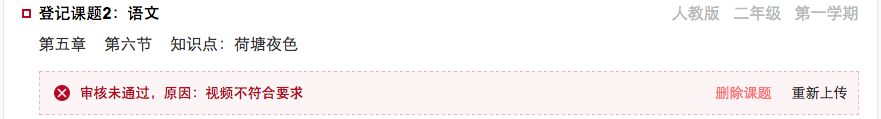 登记课题2：语文 人教版 二年级 第一学期
第五章 第六节 知识点：荷塘夜色
审核未通过，原因：视频不符合要求 删除课题 重新上传